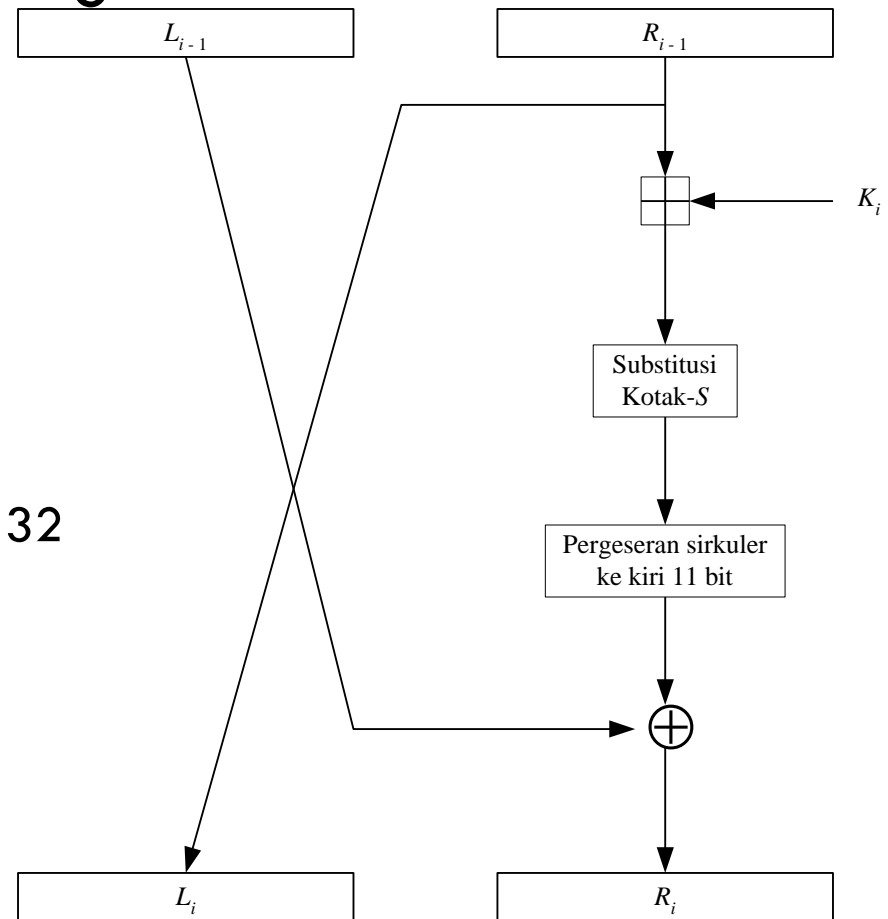 L_{i-1}
R_{i-1}
K_i
Substitusi
Kotak-S
32
Pergeseran sirkuler
ke kiri 11 bit
L_i
R_i